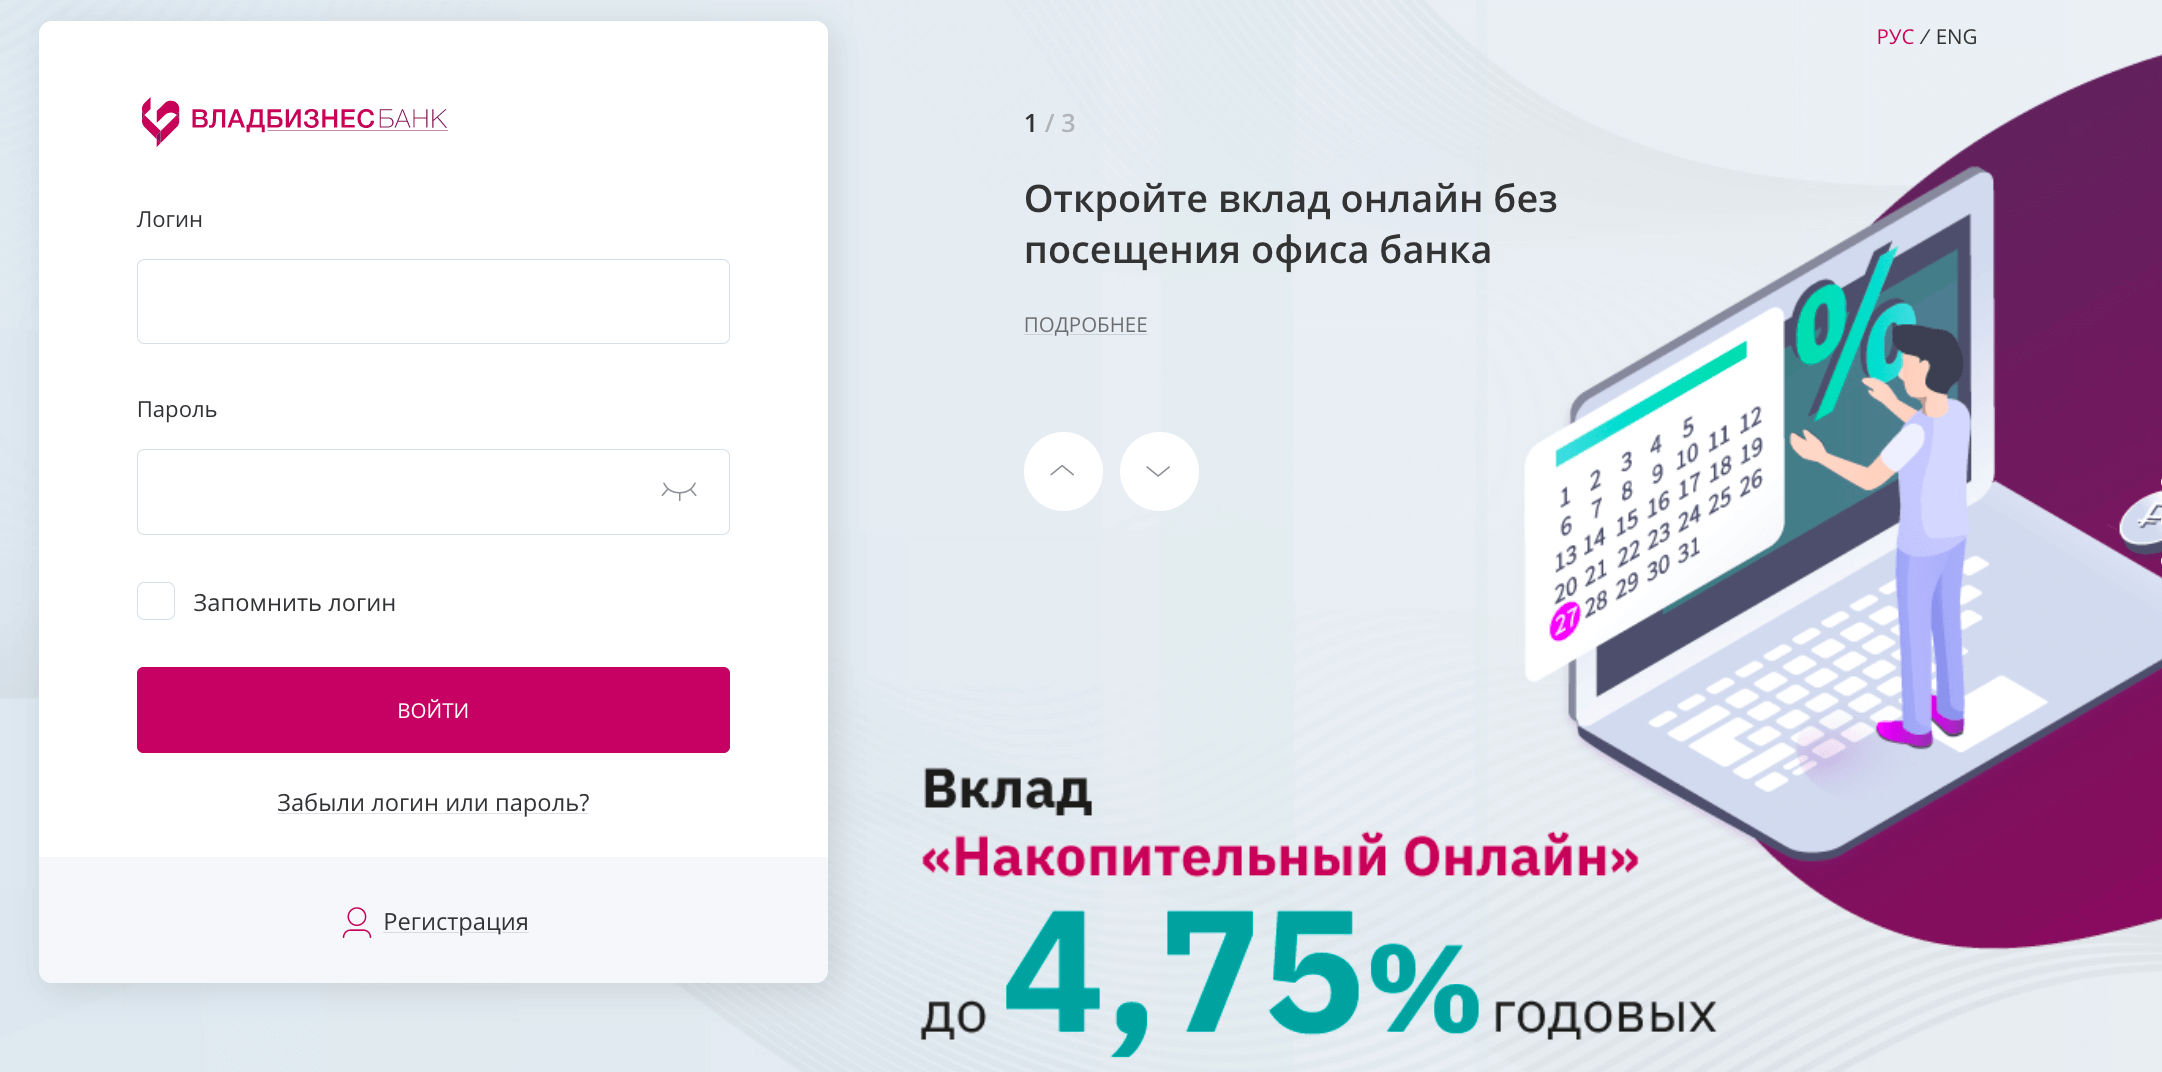 ВЛАДБИЗНЕСБАНК
Логин
Пароль
Запомнить логин
ВОЙТИ
Забыли логин или пароль?
Регистрация
РУС / ENG
1 / 3
Откройте вклад онлайн без
посещения офиса банка
ПОДРОБНЕЕ
%
1 2 3 4 5
6 7 8 9 10 11 12
13 14 15 16 17 18 19
20 21 22 23 24 25 26
27 28 29 30 31
₽
Вклад
«Накопительный Онлайн»
до 4,75% годовых